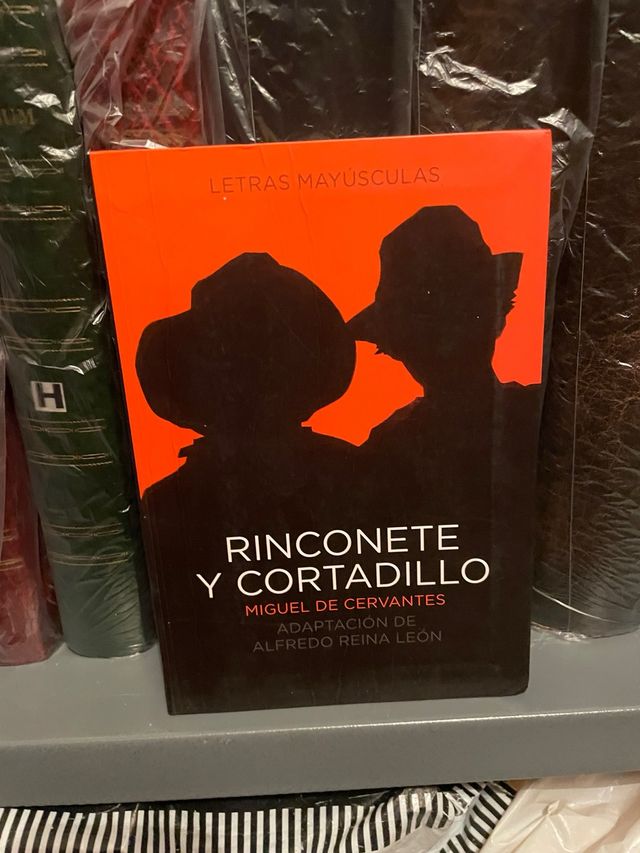 LETRAS MAYÚSCULAS
RINCONETE
Y CORTADILLO
MIGUEL DE CERVANTES
ADAPTACIÓN DE
ALFREDO REINA LEÓN
H